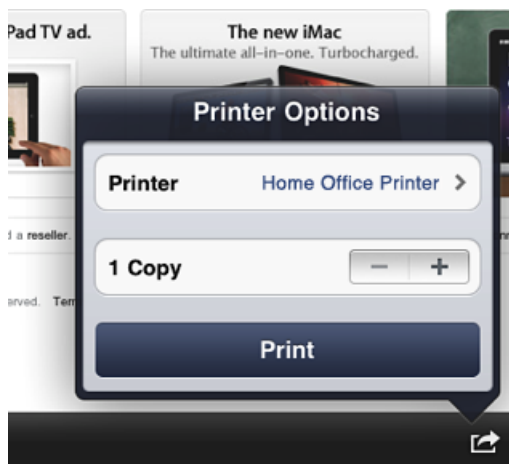 Pad TV ad.
The new iMac
The ultimate all-in-one. Turbocharged.
Printer Options
Printer Home Office Printer
a reseller.
1 Copy
erved. Tern
Print